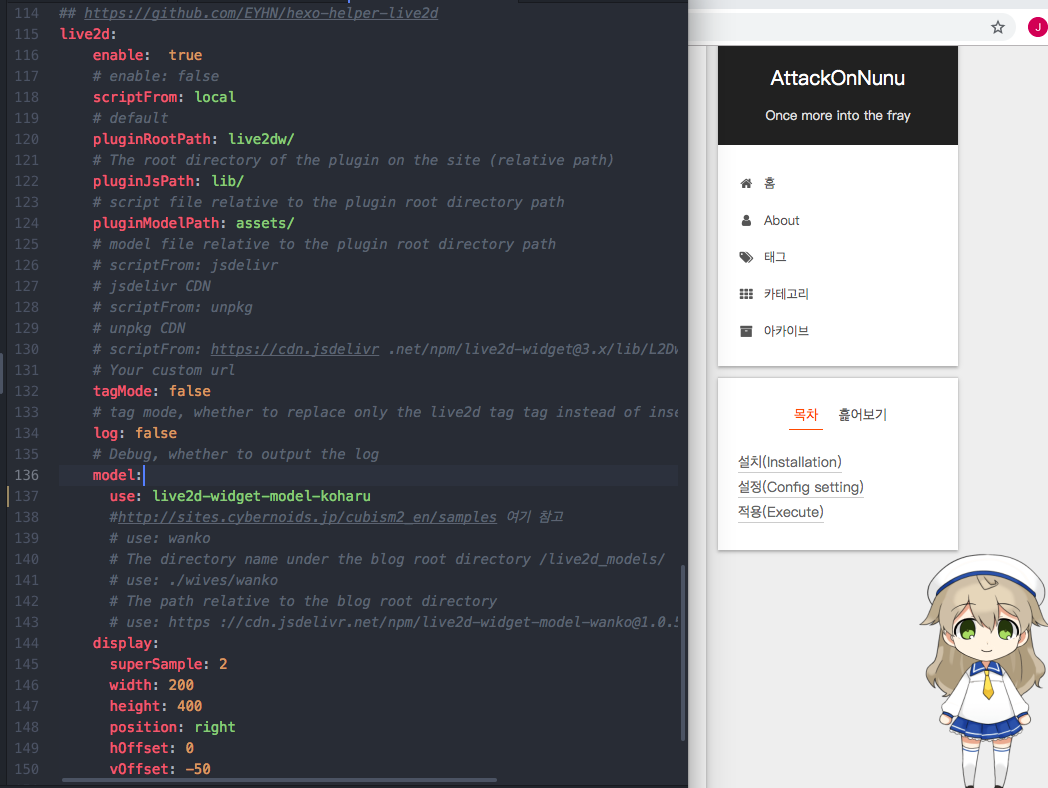 114 ## https://github.com/EYHN/hexo-helper-live2d
115 live2d:
116 enable:  true
117 # enable: false
118 scriptFrom: local
119 # default
120 pluginRootPath: live2dw/
121 # The root directory of the plugin on the site (relative path)
122 pluginJsPath: lib/
123 # script file relative to the plugin root directory path
124 pluginModelPath: assets/
125 # model file relative to the plugin root directory path
126 # scriptFrom: jsdelivr
127 # jsdelivr CDN
128 # scriptFrom: unpkg
129 # unpkg CDN
130 # scriptFrom: https://cdn.jsdelivr .net/npm/live2d-widget@3.x/lib/L2Dw
131 # Your custom url
132 tagMode: false
133 # tag mode, whether to replace only the live2d tag tag instead of inse
134 log: false
135 # Debug, whether to output the log
136 model:
137 use: live2d-widget-model-koharu
138 #http://sites.cybernoids.jp/cubism2_en/samples 여기 참고
139 # use: wanko
140 # The directory name under the blog root directory /live2d_models/
141 # use: ./wives/wanko
142 # The path relative to the blog root directory
143 # use: https ://cdn.jsdelivr.net/npm/live2d-widget-model-wanko@1.0.5
144 display:
145 superSample: 2
146 width: 200
147 height: 400
148 position: right
149 hOffset: 0
150 vOffset: -50
J
AttackOnNunu
Once more into the fray
홈
About
태그
카테고리
아카이브
목차 훑어보기
설치(Installation)
설정(Config setting)
적용(Execute)